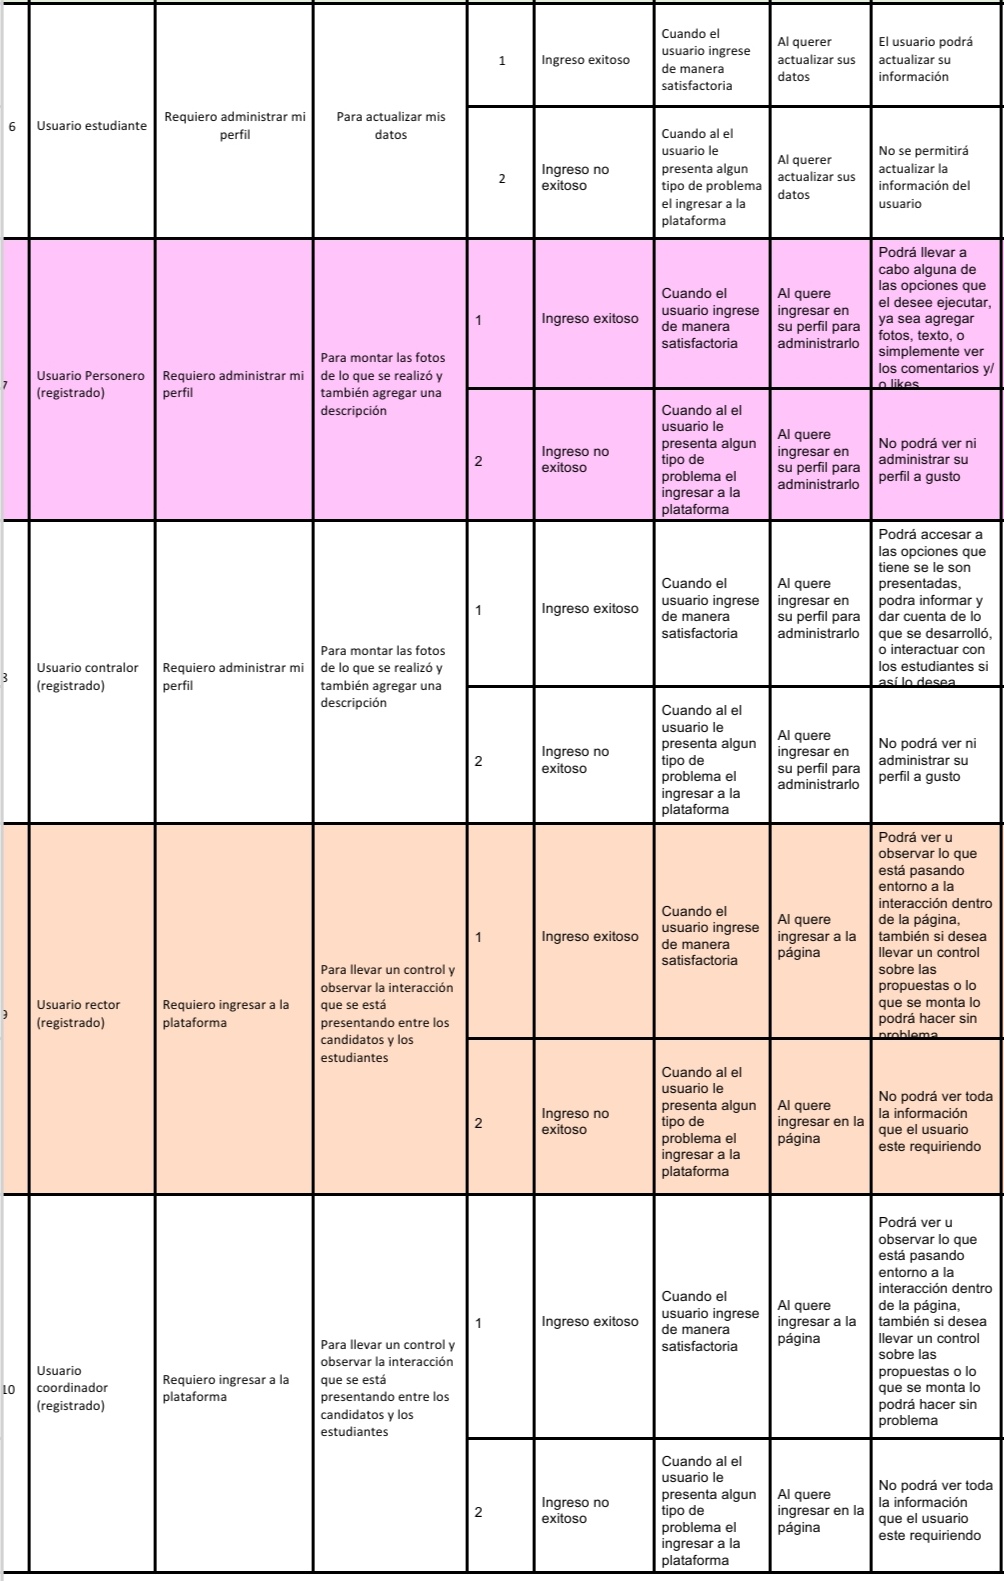 6
Usuario estudiante
Requiero administrar mi
perfil
Para actualizar mis
datos
1
Ingreso exitoso
Cuando el
usuario ingrese
de manera
satisfactoria
Al querer
actualizar sus
datos
El usuario podrá
actualizar su
información
2
Ingreso no
exitoso
Cuando al el
usuario le
presenta algun
tipo de problema
el ingresar a la
plataforma
Al querer
actualizar sus
datos
No se permitirá
actualizar la
información del
usuario
7
Usuario Personero
(registrado)
Requiero administrar mi
perfil
Para montar las fotos
de lo que se realizó y
también agregar una
descripción
1
Ingreso exitoso
Cuando el
usuario ingrese
de manera
satisfactoria
Al quere
ingresar en
su perfil para
administrarlo
Podrá llevar a
cabo alguna de
las opciones que
el desee ejecutar,
ya sea agregar
fotos, texto, o
simplemente ver
los comentarios y/
o likes
2
Ingreso no
exitoso
Cuando al el
usuario le
presenta algun
tipo de
problema el
ingresar a la
plataforma
Al quere
ingresar en
su perfil para
administrarlo
No podrá ver ni
administrar su
perfil a gusto
8
Usuario contralor
(registrado)
Requiero administrar mi
perfil
Para montar las fotos
de lo que se realizó y
también agregar una
descripción
1
Ingreso exitoso
Cuando el
usuario ingrese
de manera
satisfactoria
Al quere
ingresar en
su perfil para
administrarlo
Podrá accesar a
las opciones que
tiene se le son
presentadas,
podra informar y
dar cuenta de lo
que se desarrolló,
o interactuar con
los estudiantes si
así lo desea
2
Ingreso no
exitoso
Cuando al el
usuario le
presenta algun
tipo de
problema el
ingresar a la
plataforma
Al quere
ingresar en
su perfil para
administrarlo
No podrá ver ni
administrar su
perfil a gusto
9
Usuario rector
(registrado)
Requiero ingresar a la
plataforma
Para llevar un control y
observar la interacción
que se está
presentando entre los
candidatos y los
estudiantes
1
Ingreso exitoso
Cuando el
usuario ingrese
de manera
satisfactoria
Al quere
ingresar a la
página
Podrá ver u
observar lo que
está pasando
entorno a la
interacción dentro
de la página,
también si desea
llevar un control
sobre las
propuestas o lo
que se monta lo
podrá hacer sin
problema
2
Ingreso no
exitoso
Cuando al el
usuario le
presenta algun
tipo de
problema el
ingresar a la
plataforma
Al quere
ingresar en la
página
No podrá ver toda
la información
que el usuario
este requiriendo
10
Usuario
coordinador
(registrado)
Requiero ingresar a la
plataforma
Para llevar un control y
observar la interacción
que se está
presentando entre los
candidatos y los
estudiantes
1
Ingreso exitoso
Cuando el
usuario ingrese
de manera
satisfactoria
Al quere
ingresar a la
página
Podrá ver u
observar lo que
está pasando
entorno a la
interacción dentro
de la página,
también si desea
llevar un control
sobre las
propuestas o lo
que se monta lo
podrá hacer sin
problema
2
Ingreso no
exitoso
Cuando al el
usuario le
presenta algun
tipo de
problema el
ingresar a la
plataforma
Al quere
ingresar en la
página
No podrá ver toda
la información
que el usuario
este requiriendo